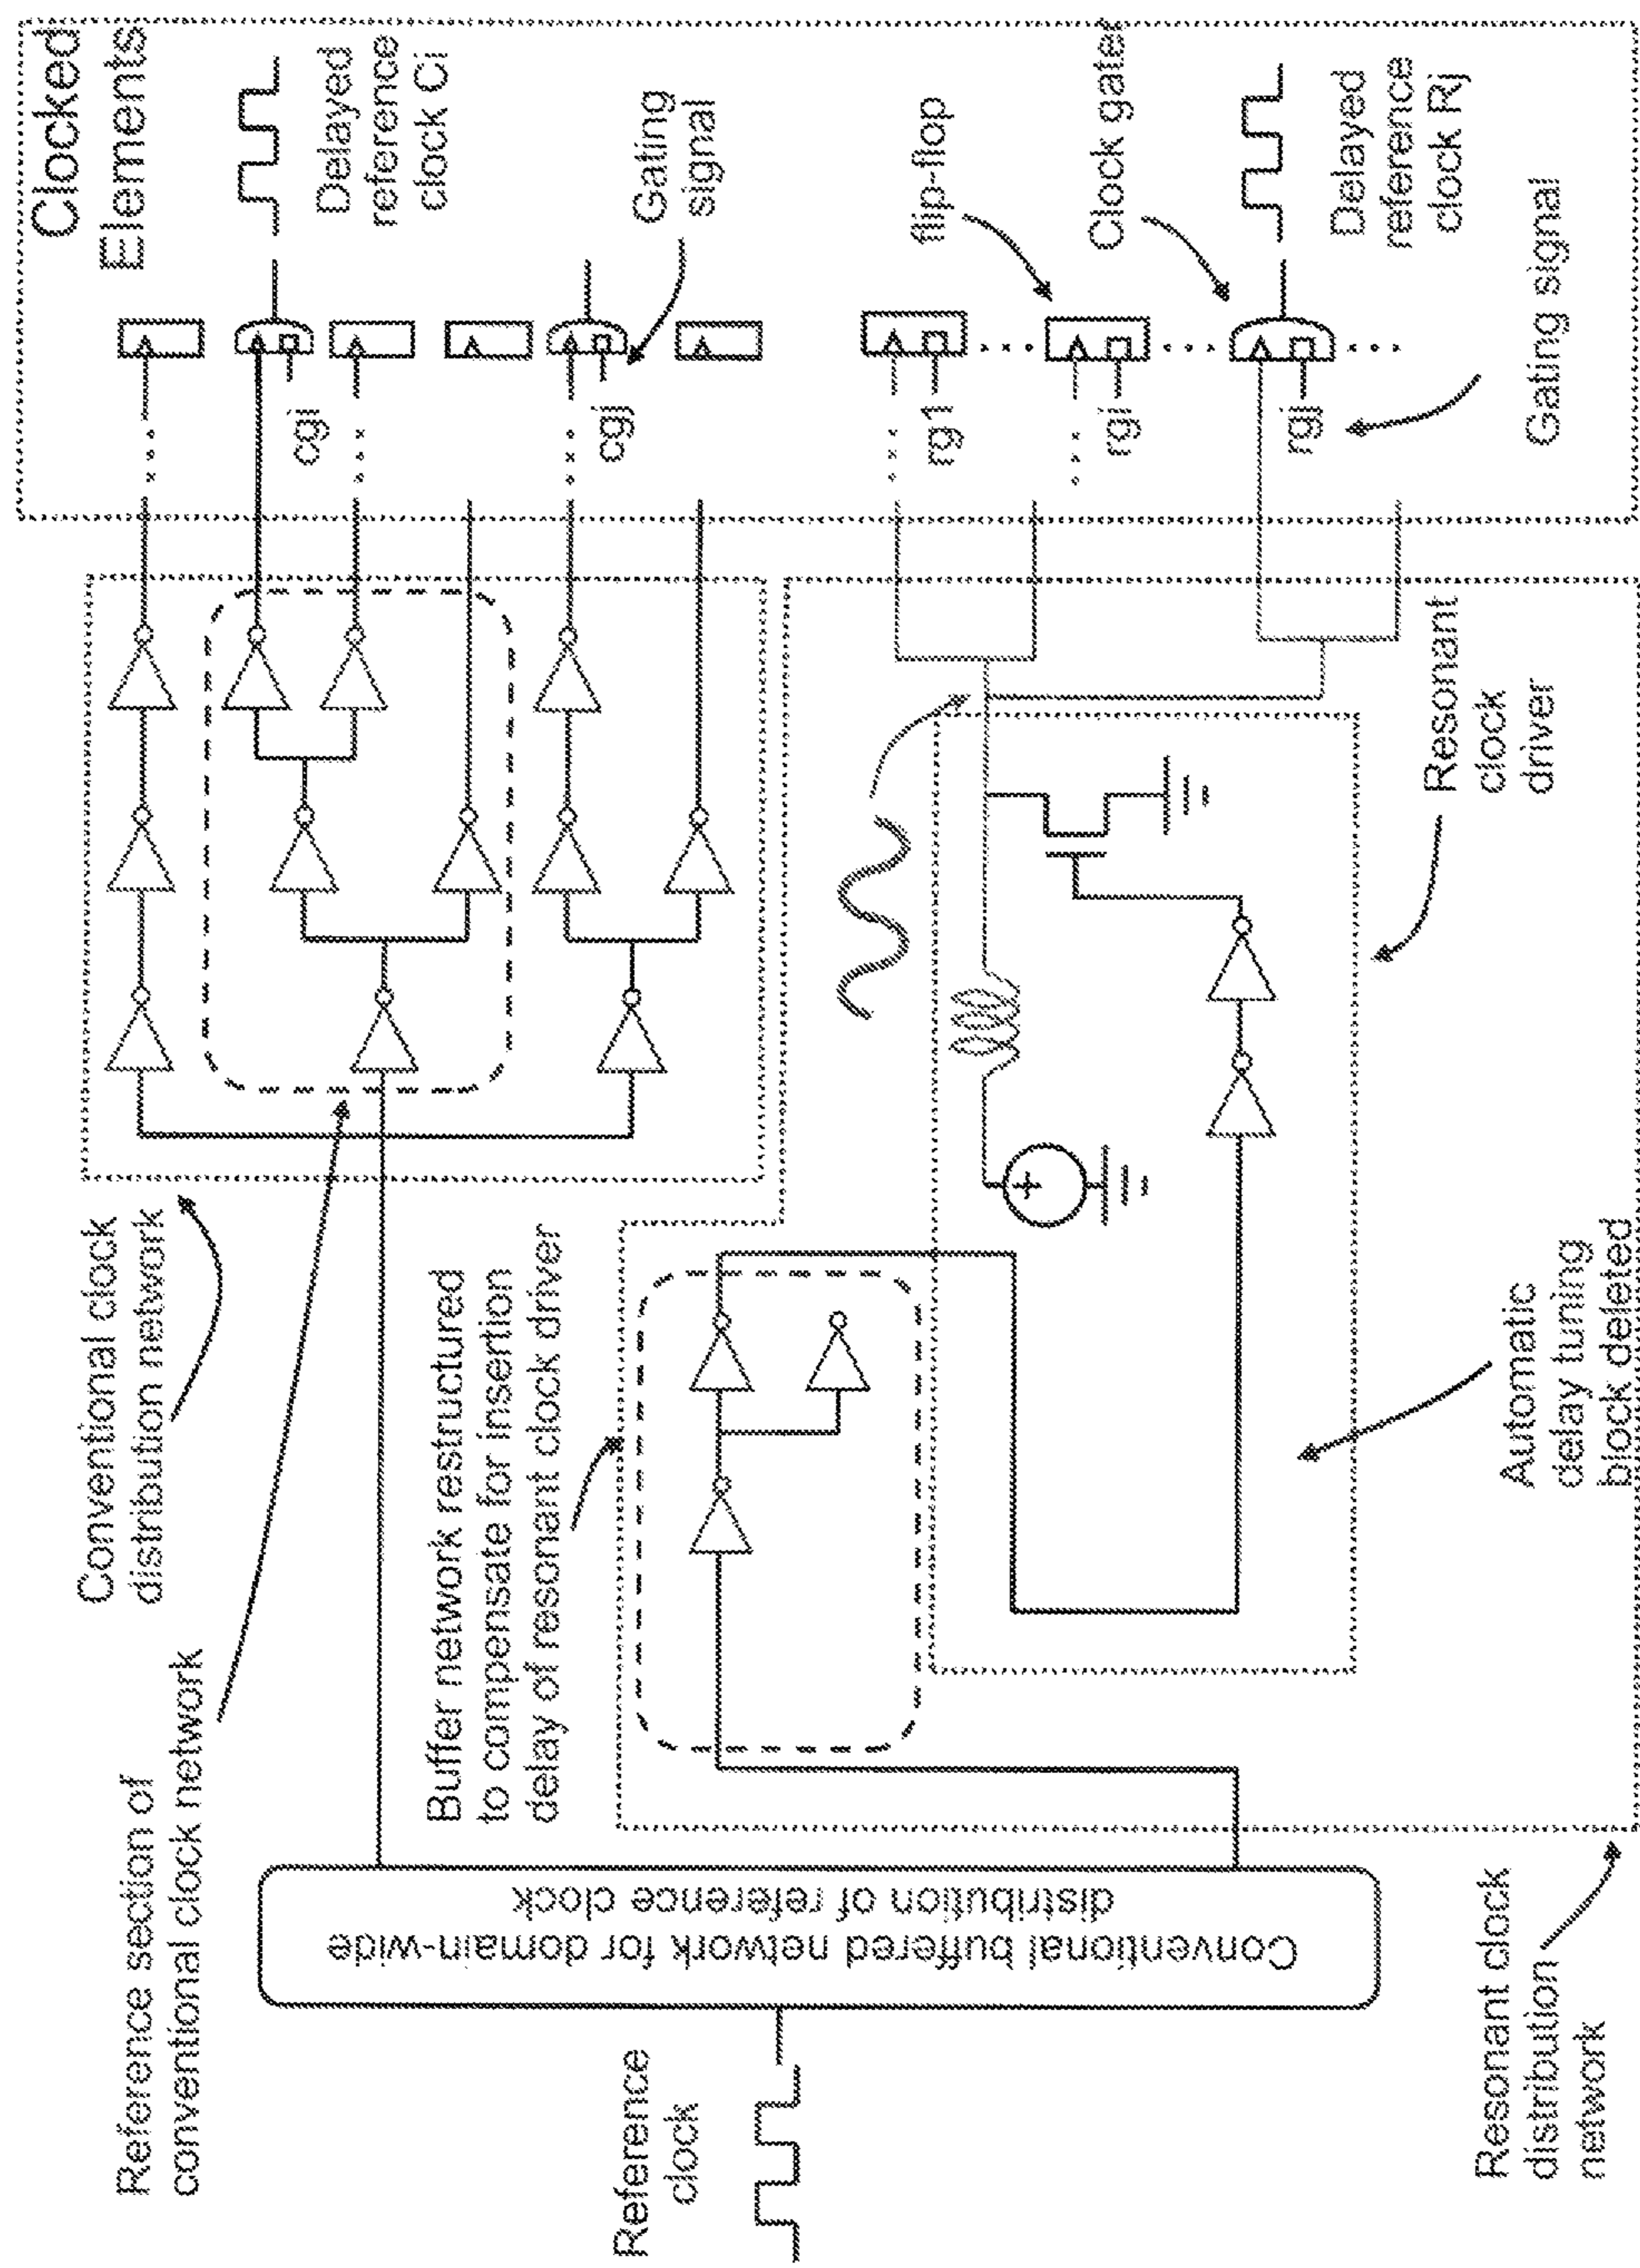 Clocked
Elements
Delayed
reference
clock Ci
Gating
signal
flip-flop
Clock gater
Delayed
reference
clock Rj
Gating signal
cgi
cgj
rg1
rgi
rgj
Conventional clock
distribution network
Reference section of
conventional clock network
Buffer network restructured
to compensate for insertion
delay of resonant clock driver
Resonant
clock
driver
Automatic
delay tuning
block deleted
Conventional buffered network for domain-wide
distribution of reference clock
Reference
clock
Resonant clock
distribution
network